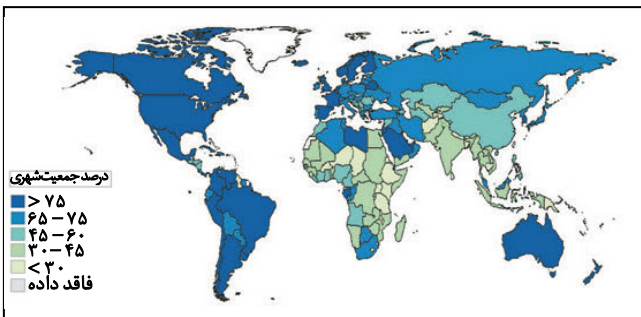 درصد جمعیت‌شهری
> ۷۵
۶۵ – ۷۵
۴۵ – ۶۰
۳۰ – ۴۵
< ۳۰
فاقد داده